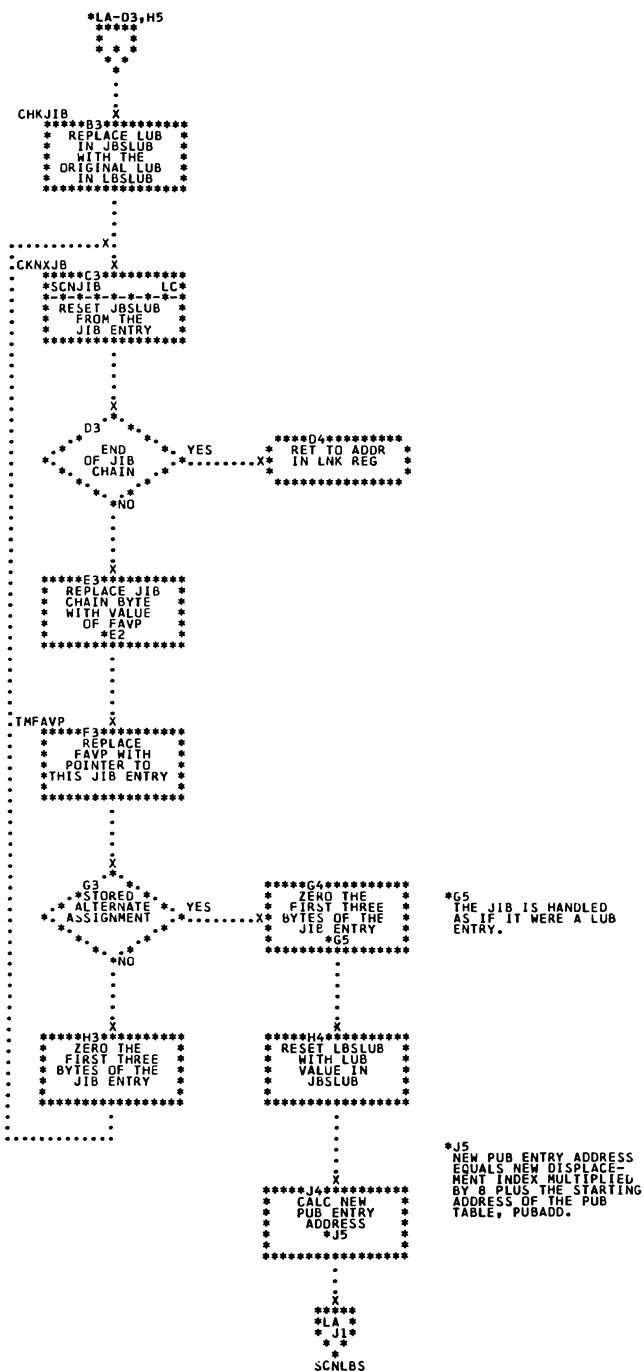 *LA-D3,H5
CHKJIB
*****B3**********
REPLACE LUB
IN JBSLUB
WITH THE
ORIGINAL LUB
IN LBSLUB
CKNXJB
*****C3**********
*SCNJIB LC*
*-*-*-*-*-*-*-*-*
RESET JBSLUB
FROM THE
JIB ENTRY
D3
END
OF JIB
CHAIN
YES
*NO
****D4*********
RET TO ADDR
IN LNK REG
*****E3**********
REPLACE JIB
CHAIN BYTE
WITH VALUE
OF FAVP
*E2
TMFAVP
*****F3**********
REPLACE
FAVP WITH
POINTER TO
*THIS JIB ENTRY *
G3
*STORED
ALTERNATE
ASSIGNMENT
YES
*NO
*****G4**********
ZERO THE
FIRST THREE
BYTES OF THE
JIB ENTRY
*G5
*G5
THE JIB IS HANDLED
AS IF IT WERE A LUB
ENTRY.
*****H3**********
ZERO THE
FIRST THREE
BYTES OF THE
JIB ENTRY
*****H4**********
RESET LBSLUB
WITH LUB
VALUE IN
JBSLUB
*****J4**********
CALC NEW
PUB ENTRY
ADDRESS
*J5
*J5
NEW PUB ENTRY ADDRESS
EQUALS NEW DISPLACE-
MENT INDEX MULTIPLIED
BY 8 PLUS THE STARTING
ADDRESS OF THE PUB
TABLE, PUBADD.
*****
*LA *
* J1*
SCNLBS